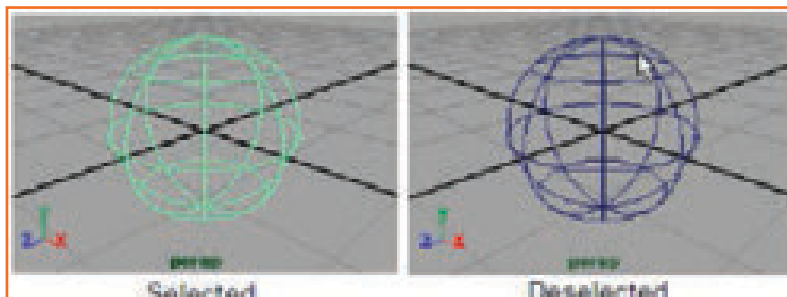 Y
Z X
persp
Selected
Y
Z X
persp
Deselected